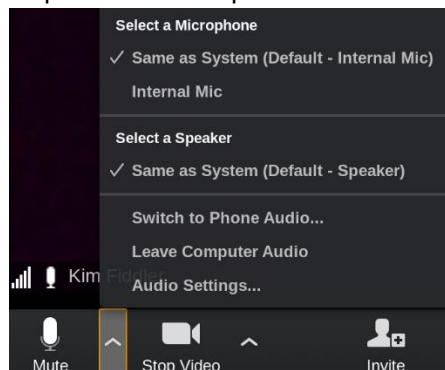 Select a Microphone
✓ Same as System (Default - Internal Mic)
Internal Mic
Select a Speaker
✓ Same as System (Default - Speaker)
Switch to Phone Audio...
Leave Computer Audio
Kim Fiddler
Audio Settings...
Mute
Stop Video
Invite